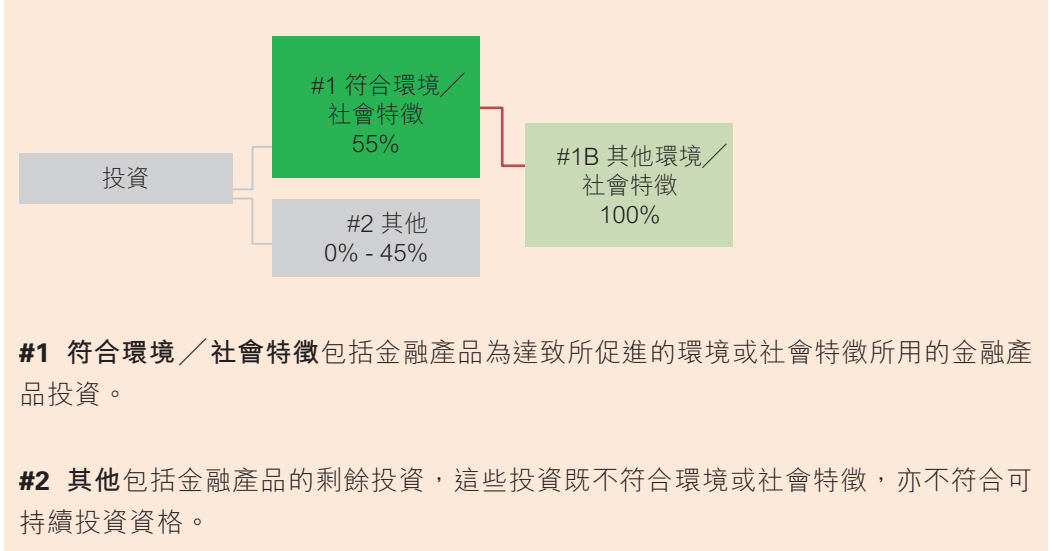 #1 符合環境／
社會特徵
55%
#1B 其他環境／
社會特徵
100%
投資
#2 其他
0% - 45%
#1 符合環境／社會特徵包括金融產品為達致所促進的環境或社會特徵所用的金融產
品投資。
#2 其他包括金融產品的剩餘投資，這些投資既不符合環境或社會特徵，亦不符合可
持續投資資格。